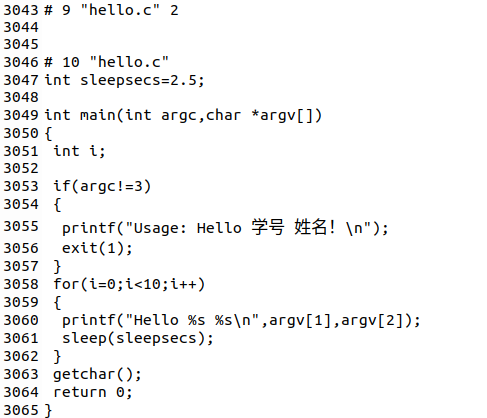 3043 # 9 "hello.c" 2
3044
3045
3046 # 10 "hello.c"
3047 int sleepsecs=2.5;
3048
3049 int main(int argc,char *argv[])
3050 {
3051  int i;
3052
3053  if(argc!=3)
3054  {
3055   printf("Usage: Hello 学号 姓名！\n");
3056   exit(1);
3057  }
3058  for(i=0;i<10;i++)
3059  {
3060   printf("Hello %s %s\n",argv[1],argv[2]);
3061   sleep(sleepsecs);
3062  }
3063  getchar();
3064  return 0;
3065 }